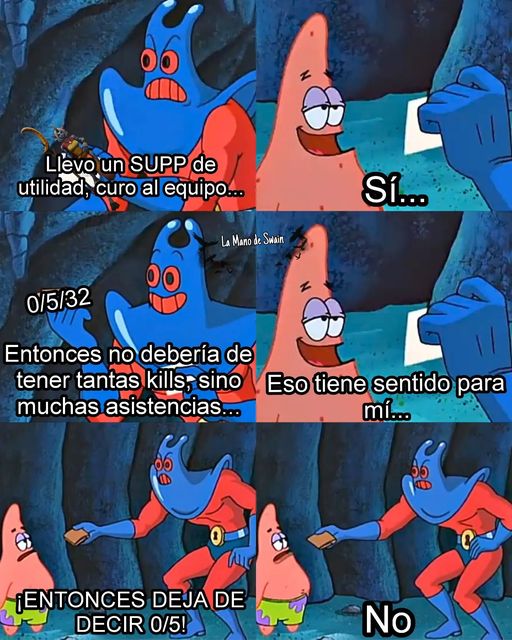 Llevo un SUPP de
utilidad, curo al equipo...
Sí...
La Mano de Swain
0/5/32
Entonces no debería de
tener tantas kills, sino
muchas asistencias...
Eso tiene sentido para
mí...
¡ENTONCES DEJA DE
DECIR 0/5!
No